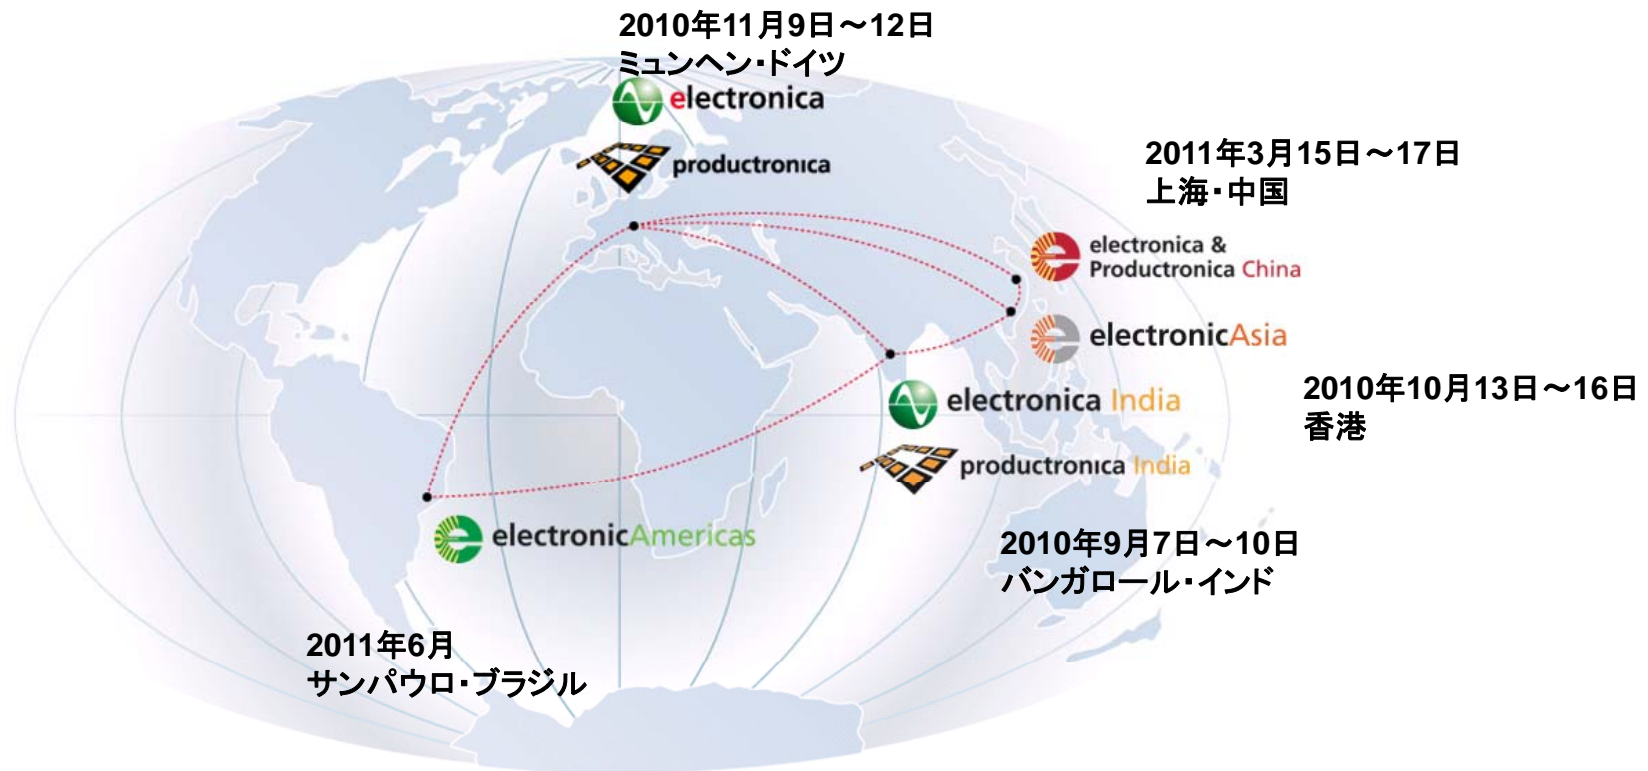 2010年11月9日～12日
ミュンヘン・ドイツ
electronica
productronica
2011年3月15日～17日
上海・中国
electronica &
Productronica China
electronicAsia
2010年10月13日～16日
香港
electronica India
productronica India
2010年9月7日～10日
バンガロール・インド
electronicAmericas
2011年6月
サンパウロ・ブラジル